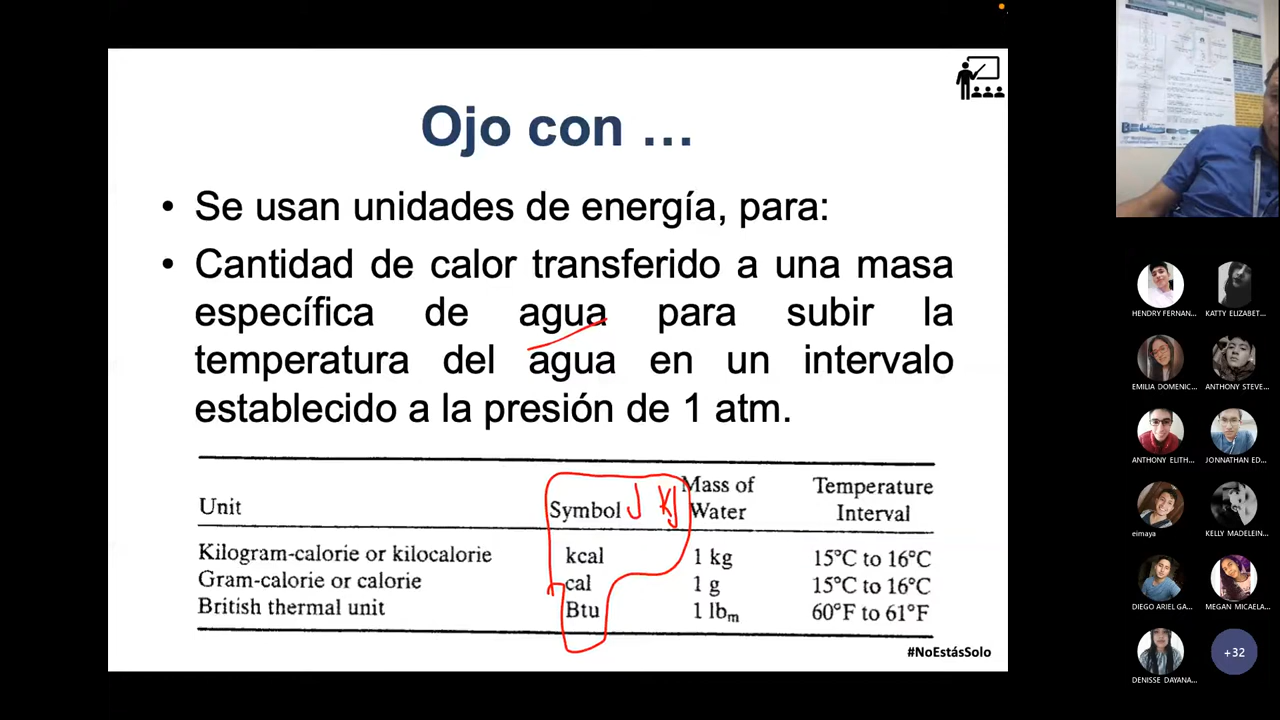 Ojo con ...
• Se usan unidades de energía, para:
• Cantidad de calor transferido a una masa
específica de agua para subir la
temperatura del agua en un intervalo
establecido a la presión de 1 atm.
Unit Symbol J kJ Mass of Water Temperature Interval
Kilogram-calorie or kilocalorie kcal 1 kg 15°C to 16°C
Gram-calorie or calorie cal 1 g 15°C to 16°C
British thermal unit Btu 1 lbm 60°F to 61°F
#NoEstásSolo
HENDRY FERNAN...
KATTY ELIZABET...
EMILIA DOMENIC...
ANTHONY STEVE...
ANTHONY ELITH...
JONNATHAN ED...
eimaya
KELLY MADELEIN...
DIEGO ARIEL GA...
MEGAN MICAELA...
DENISSE DAYANA...
+32